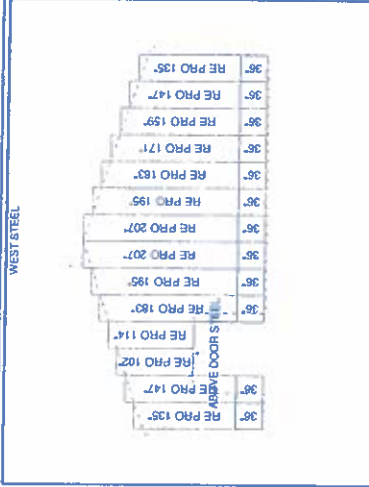 WEST STEEL
36" RE PRO 135"
36" RE PRO 147"
36" RE PRO 159"
36" RE PRO 171
36" RE PRO 183"
36" RE PRO 195"
36" RE PRO 207"
36" RE PRO 207"
36" RE PRO 195"
36" RE PRO 183"
RE PRO 114"
RE PRO 102"
36" RE PRO 147"
36" RE PRO 135"
ABOVE DOOR STEEL